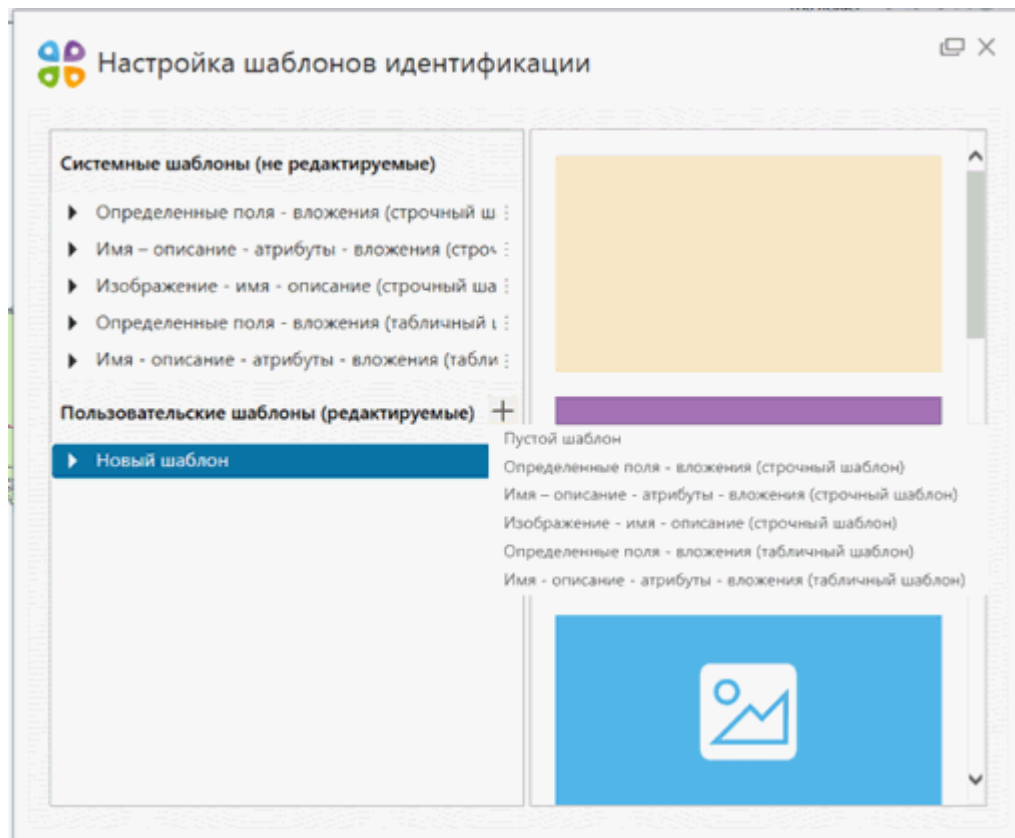 Настройка шаблонов идентификации
Системные шаблоны (не редактируемые)
Определенные поля - вложения (строчный ш
Имя – описание - атрибуты - вложения (строч
Изображение - имя - описание (строчный ша
Определенные поля - вложения (табличный ш
Имя - описание - атрибуты - вложения (табли
Пользовательские шаблоны (редактируемые)
Новый шаблон
Пустой шаблон
Определенные поля - вложения (строчный шаблон)
Имя – описание - атрибуты - вложения (строчный шаблон)
Изображение - имя - описание (строчный шаблон)
Определенные поля - вложения (табличный шаблон)
Имя - описание - атрибуты - вложения (табличный шаблон)